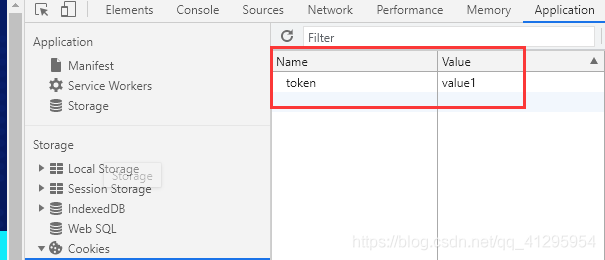 Elements Console Sources Network Performance Memory Application
Application
Manifest
Service Workers
Storage
Storage
Local Storage
Session Storage
IndexedDB
Web SQL
Cookies
Storage
Filter
Name Value
token value1
https://blog.csdn.net/qq_41295954